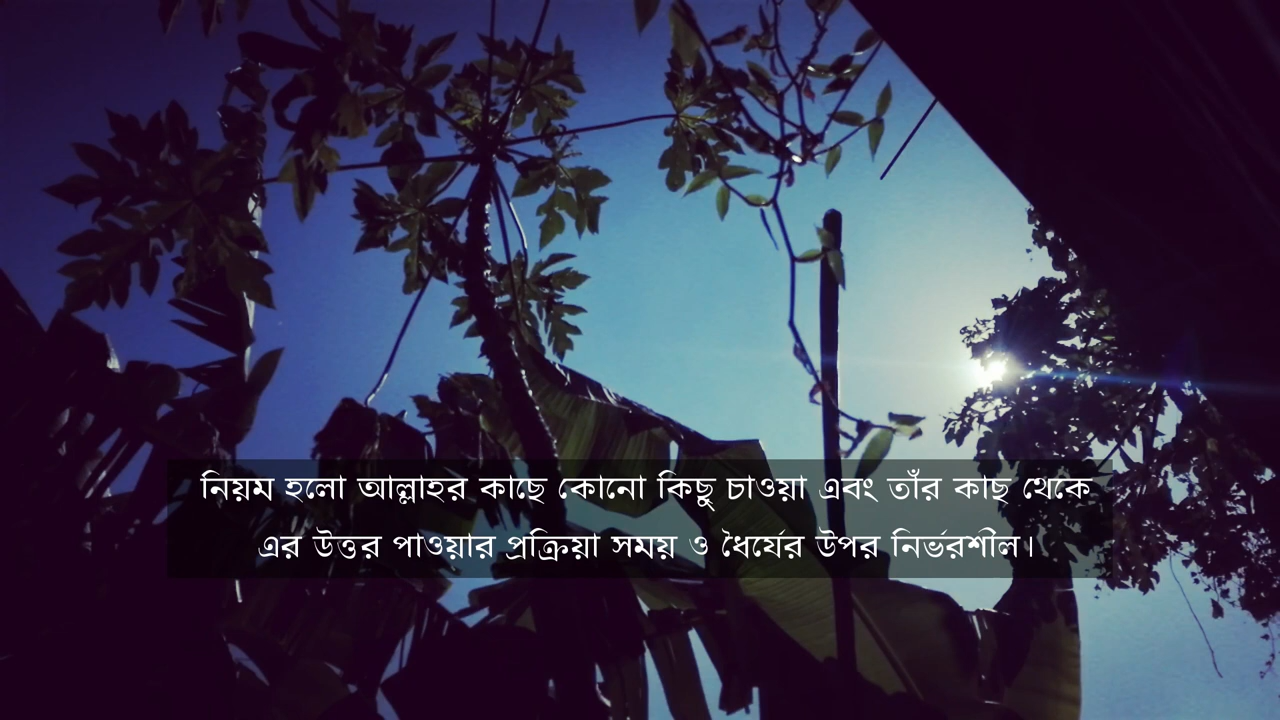 নিয়ম হলো আল্লাহর কাছে কোনো কিছু চাওয়া এবং তাঁর কাছ থেকে
এর উত্তর পাওয়ার প্রক্রিয়া সময় ও ধৈর্যের উপর নির্ভরশীল।